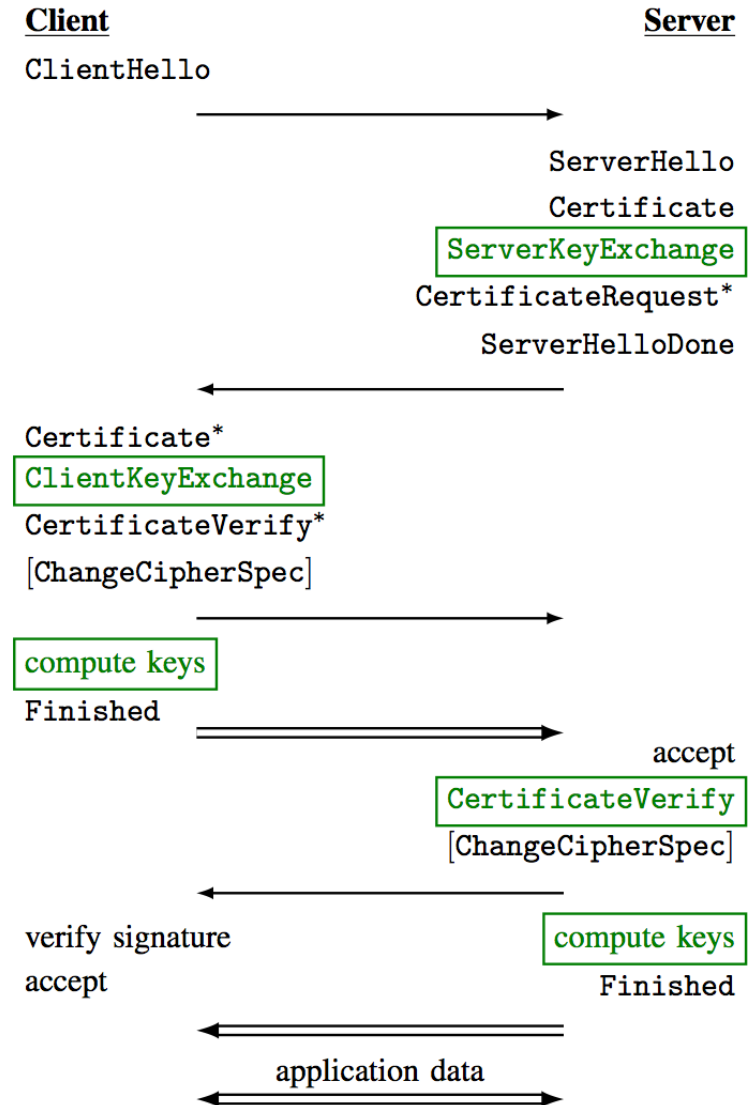 Client Server
ClientHello
ServerHello
Certificate
ServerKeyExchange
CertificateRequest*
ServerHelloDone
Certificate*
ClientKeyExchange
CertificateVerify*
[ChangeCipherSpec]
compute keys
Finished
accept
CertificateVerify
[ChangeCipherSpec]
verify signature compute keys
accept Finished
application data